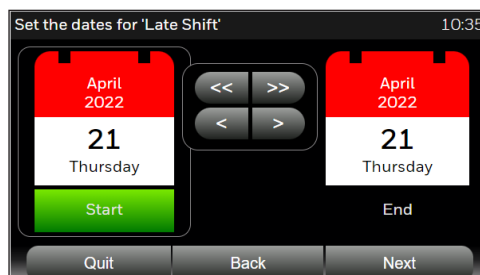 Set the dates for 'Late Shift' 10:35
April
2022
21
Thursday
Start
<< >>
< >
April
2022
21
Thursday
End
Quit Back Next